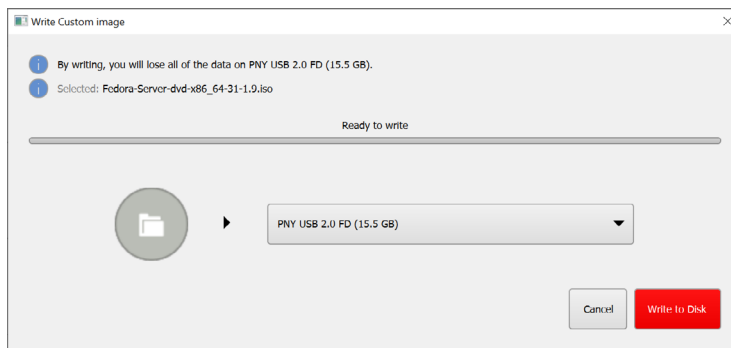 Write Custom image
By writing, you will lose all of the data on PNY USB 2.0 FD (15.5 GB).
Selected: Fedora-Server-dvd-x86_64-31-1.9.iso
Ready to write
PNY USB 2.0 FD (15.5 GB)
Cancel
Write to Disk